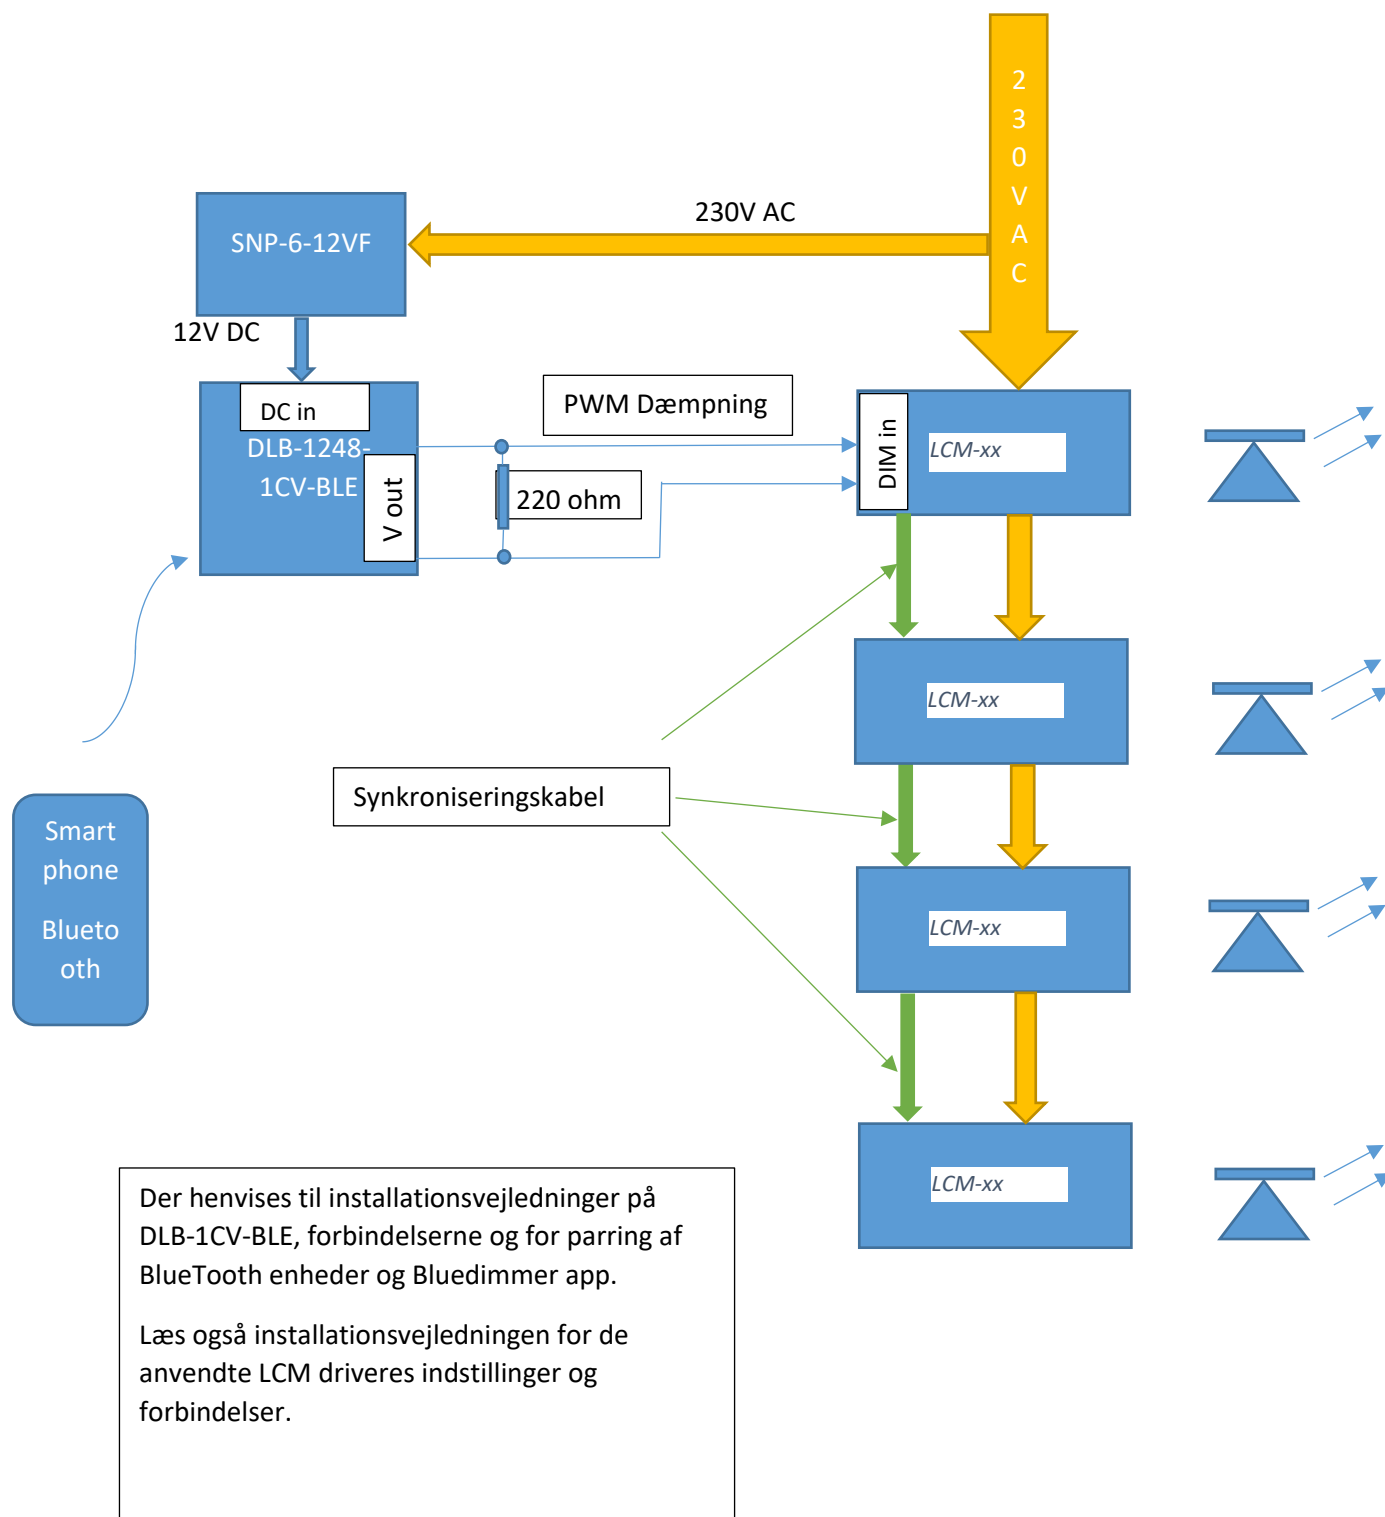 2
3
0
V
A
C
230V AC
SNP-6-12VF
12V DC
DC in
DLB-1248-
1CV-BLE
V out
PWM Dæmpning
220 ohm
DIM in
LCM-xx
LCM-xx
Synkroniseringskabel
Smart
phone
Blueto
oth
LCM-xx
LCM-xx
Der henvises til installationsvejledninger på
DLB-1CV-BLE, forbindelserne og for parring af
BlueTooth enheder og Bluedimmer app.
Læs også installationsvejledningen for de
anvendte LCM driveres indstillinger og
forbindelser.